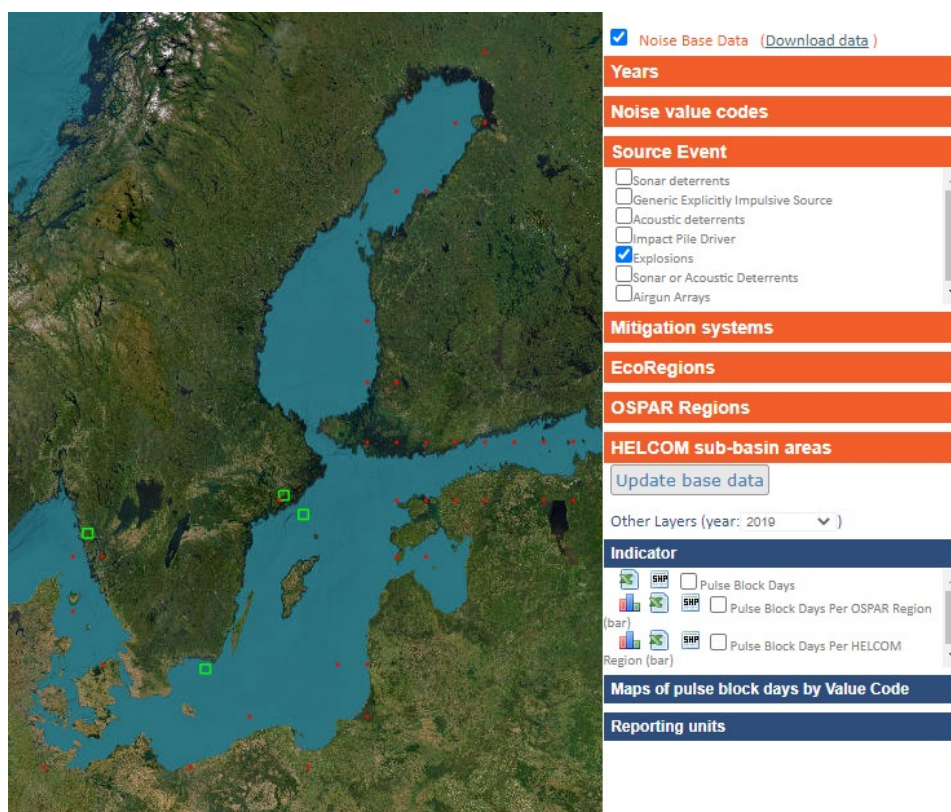 Noise Base Data (Download data )
Years
Noise value codes
Source Event
Sonar deterrents
Generic Explicitly Impulsive Source
Acoustic deterrents
Impact Pile Driver
Explosions
Sonar or Acoustic Deterrents
Airgun Arrays
Mitigation systems
EcoRegions
OSPAR Regions
HELCOM sub-basin areas
Update base data
Other Layers (year: 2019 )
Indicator
SHP Pulse Block Days
SHP Pulse Block Days Per OSPAR Region
(bar)
SHP Pulse Block Days Per HELCOM
Region (bar)
Maps of pulse block days by Value Code
Reporting units